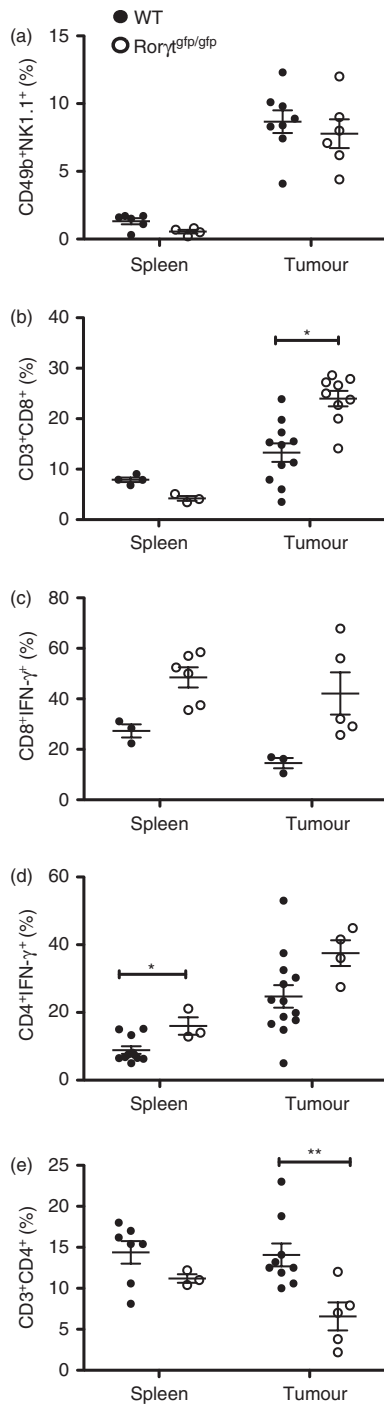 WT
Rorγt^gfp/gfp
(a)
CD49b⁺NK1.1⁺ (%)
15
10
5
0
Spleen
Tumour
(b)
CD3⁺CD8⁺ (%)
40
30
20
10
0
*
Spleen
Tumour
(c)
CD8⁺IFN-γ⁺ (%)
80
60
40
20
0
Spleen
Tumour
(d)
CD4⁺IFN-γ⁺ (%)
60
40
20
0
*
Spleen
Tumour
(e)
CD3⁺CD4⁺ (%)
25
20
15
10
5
0
**
Spleen
Tumour